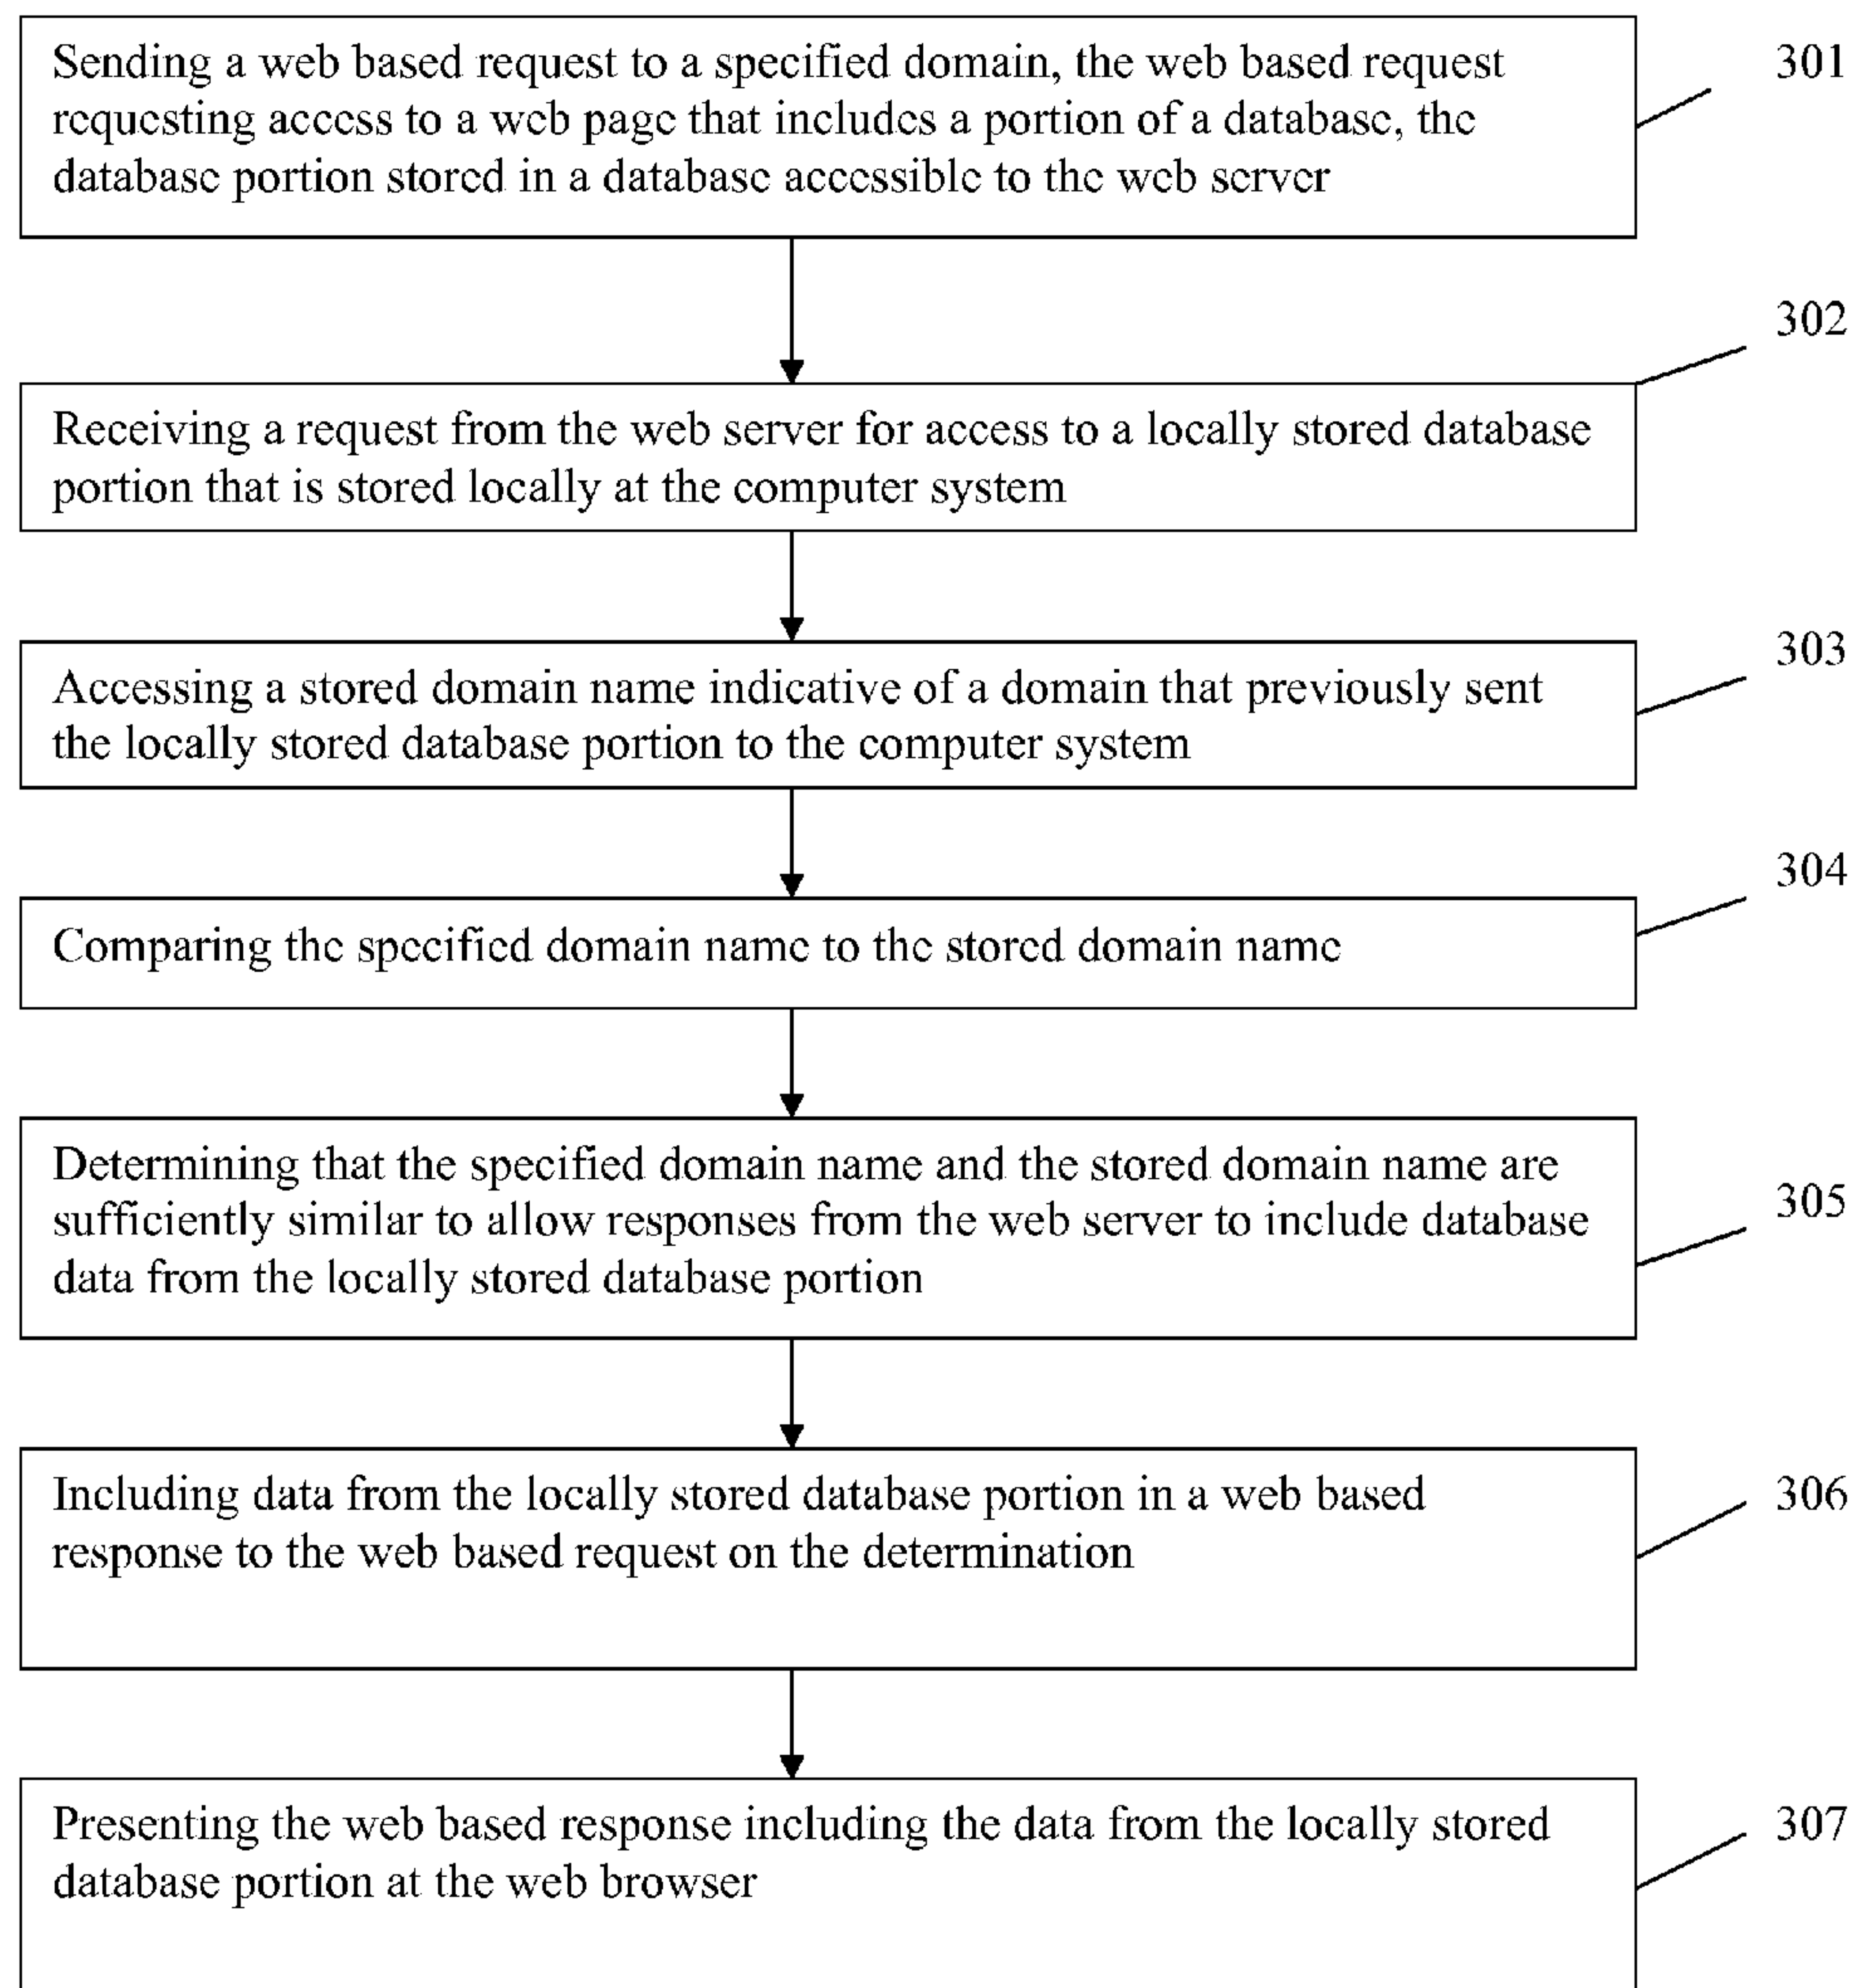 Sending a web based request to a specified domain, the web based request
requesting access to a web page that includes a portion of a database, the
database portion stored in a database accessible to the web server
301
302
Receiving a request from the web server for access to a locally stored database
portion that is stored locally at the computer system
303
Accessing a stored domain name indicative of a domain that previously sent
the locally stored database portion to the computer system
304
Comparing the specified domain name to the stored domain name
Determining that the specified domain name and the stored domain name are
sufficiently similar to allow responses from the web server to include database
data from the locally stored database portion
305
Including data from the locally stored database portion in a web based
response to the web based request on the determination
306
Presenting the web based response including the data from the locally stored
database portion at the web browser
307